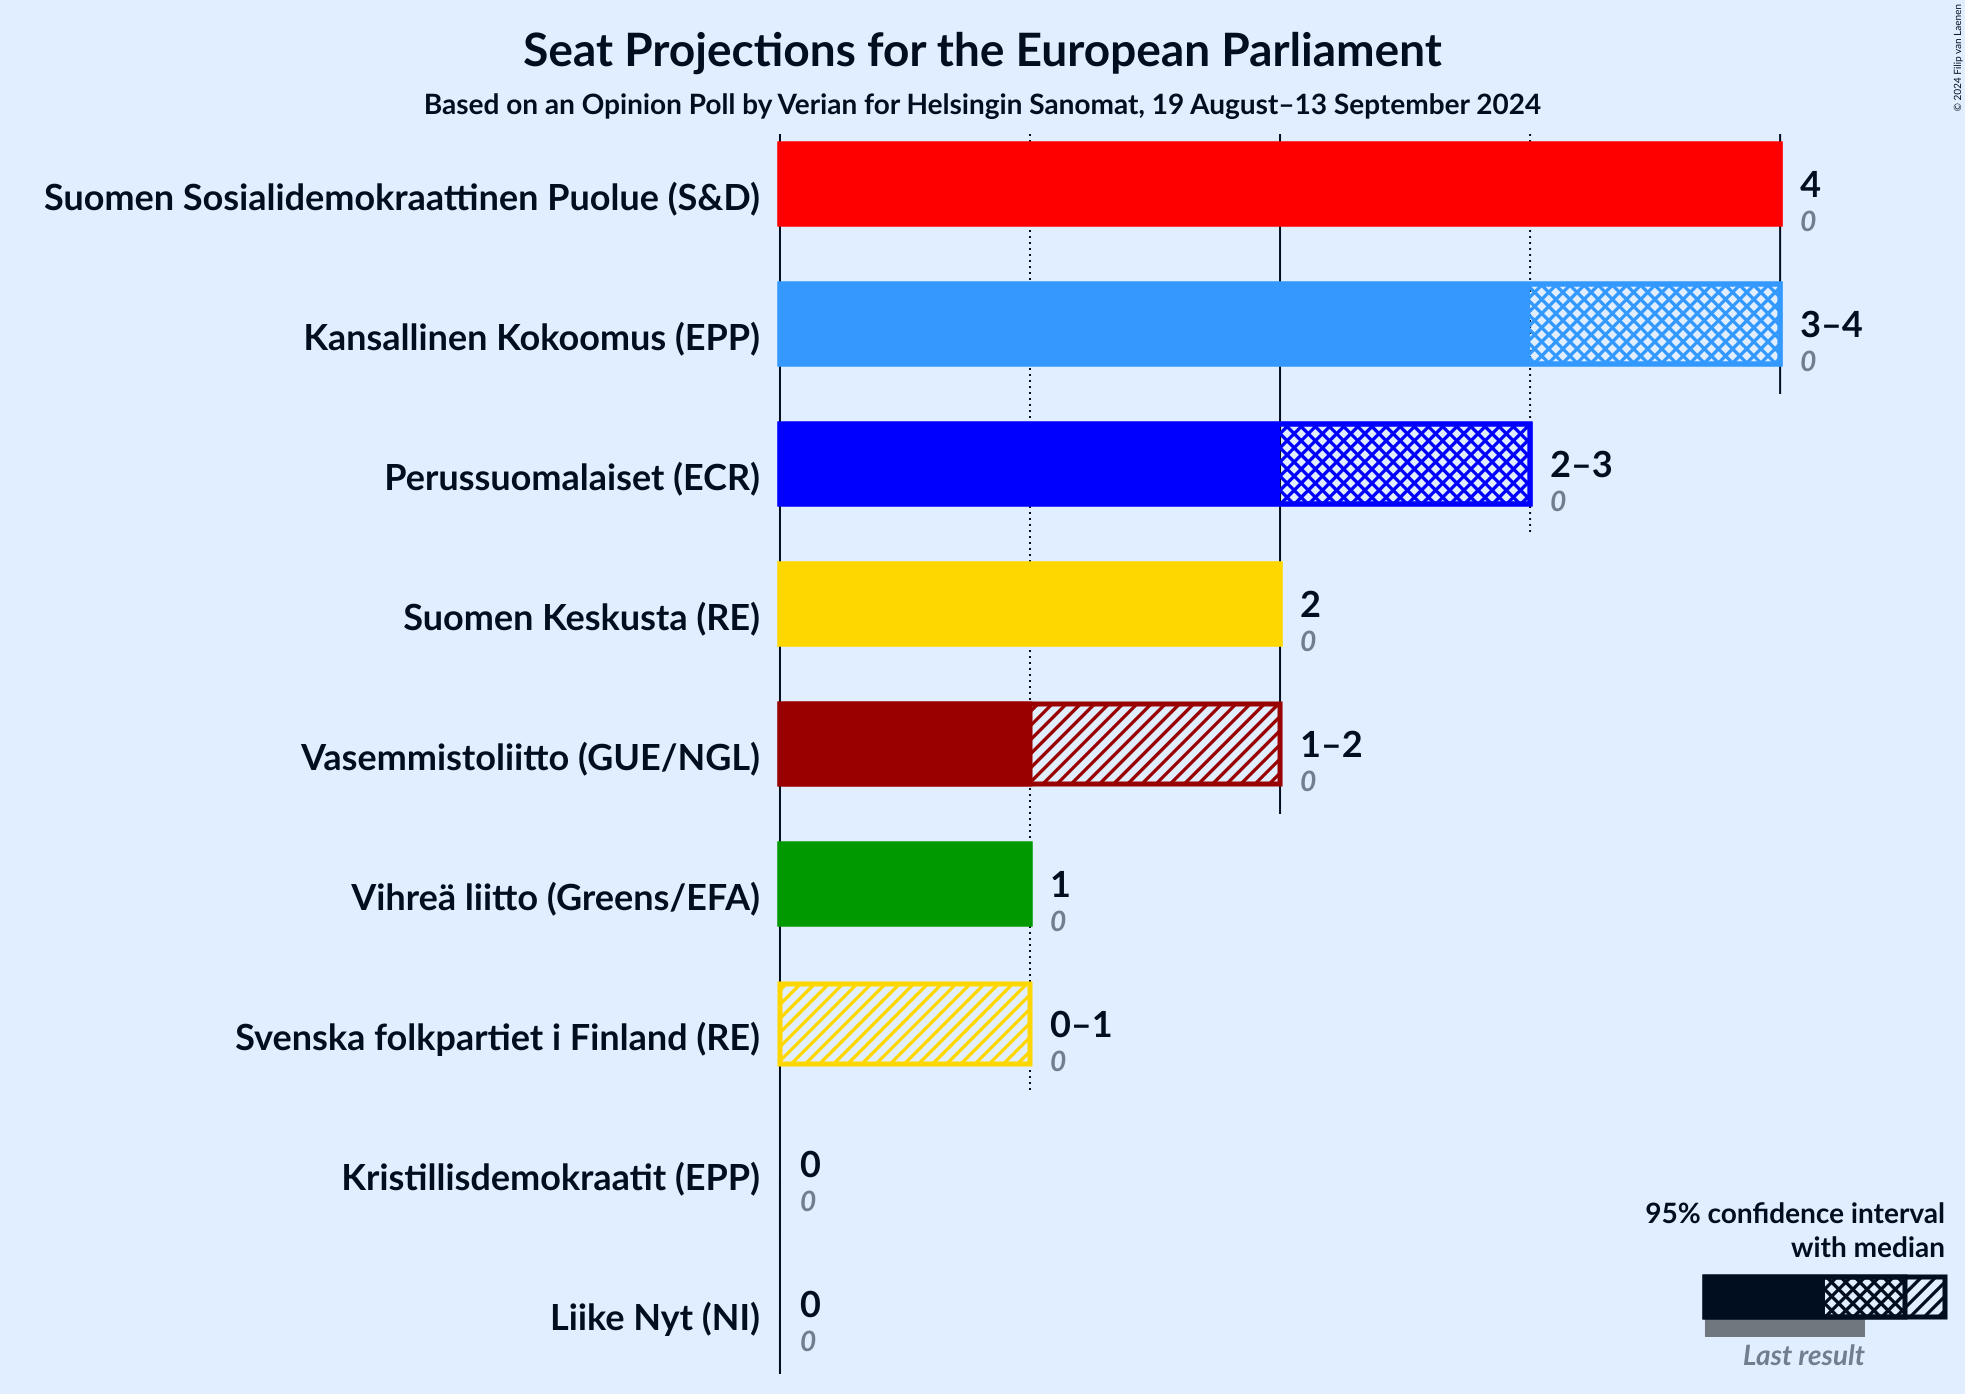 Seat Projections for the European Parliament
Based on an Opinion Poll by Verian for Helsingin Sanomat, 19 August–13 September 2024
© 2024 Filip van Laenen
Suomen Sosialidemokraattinen Puolue (S&D)
4
0
Kansallinen Kokoomus (EPP)
3–4
0
Perussuomalaiset (ECR)
2–3
0
Suomen Keskusta (RE)
2
0
Vasemmistoliitto (GUE/NGL)
1–2
0
Vihreä liitto (Greens/EFA)
1
0
Svenska folkpartiet i Finland (RE)
0–1
0
Kristillisdemokraatit (EPP)
0
0
Liike Nyt (NI)
0
0
95% confidence interval
with median
Last result